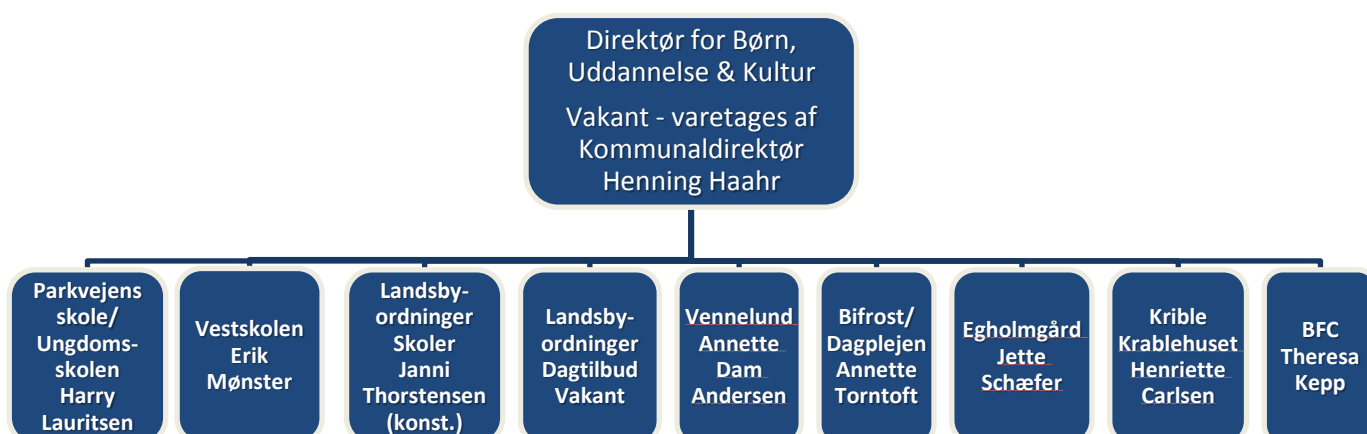 Direktør for Børn,
Uddannelse & Kultur
Vakant - varetages af
Kommunaldirektør
Henning Haahr
Parkvejens
skole/
Ungdoms-
skolen
Harry
Lauritsen
Vestskolen
Erik
Mønster
Landsby-
ordninger
Skoler
Janni
Thorstensen
(konst.)
Landsby-
ordninger
Dagtilbud
Vakant
Vennelund
Annette
Dam
Andersen
Bifrost/
Dagplejen
Annette
Torntoft
Egholmgård
Jette
Schæfer
Krible
Krablehuset
Henriette
Carlsen
BFC
Theresa
Kepp